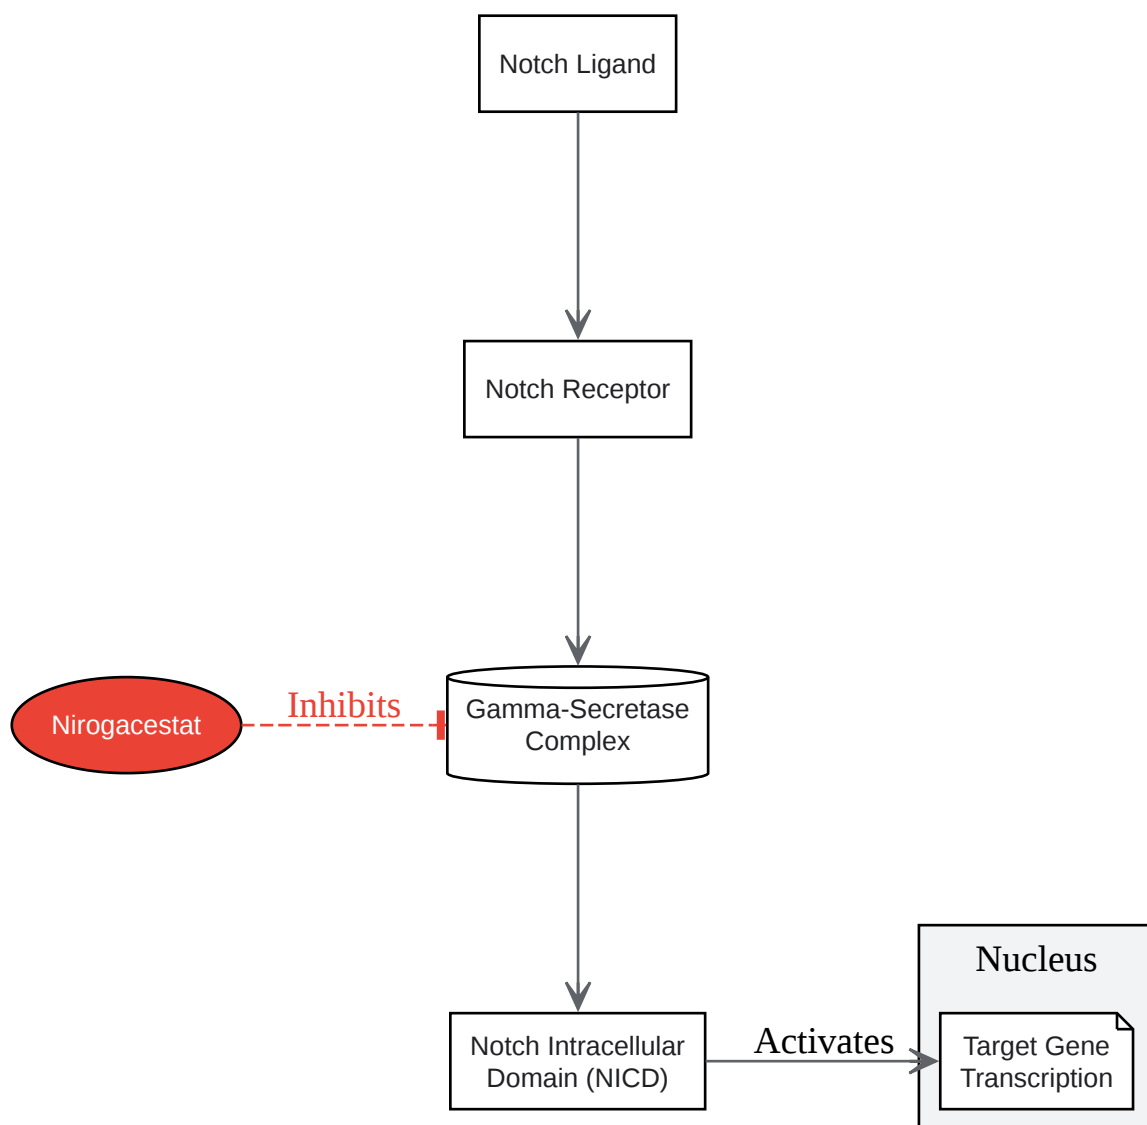 Notch Ligand
Notch Receptor
Nirogacestat
Inhibits
Gamma-Secretase
Complex
Notch Intracellular
Domain (NICD)
Activates
Nucleus
Target Gene
Transcription